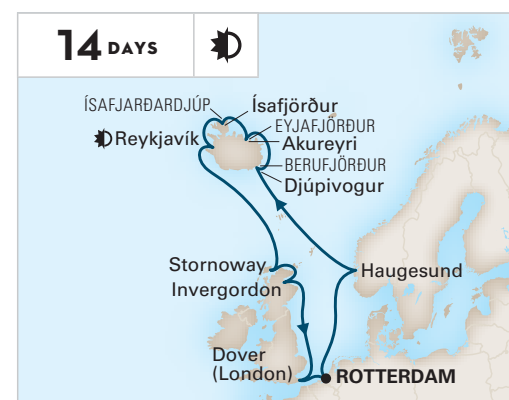 14 DAYS
ÍSAFJARÐARDJÚP
Ísafjörður
EYJAFJÖRÐUR
Reykjavík
Akureyri
BERUFJÖRÐUR
Djúpivogur
Stornoway
Haugesund
Invergordon
Dover
(London)
ROTTERDAM